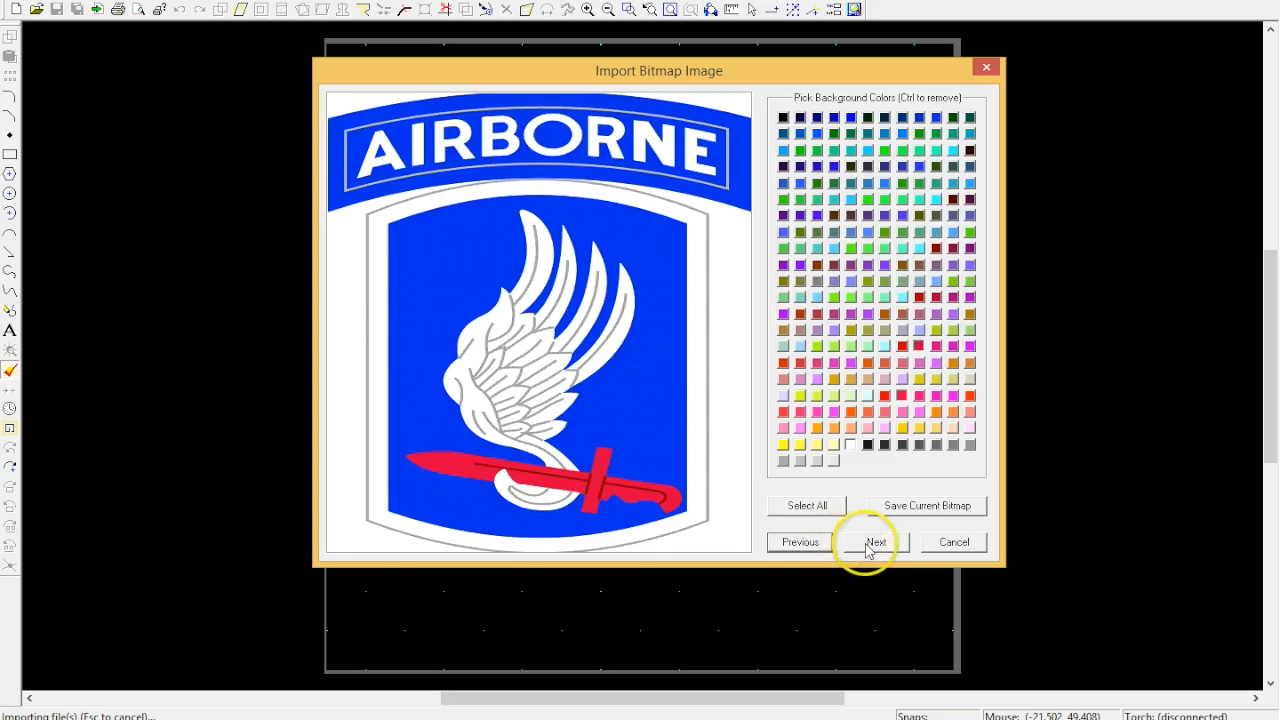 Import Bitmap Image
AIRBORNE
Pick Background Colors (Ctrl to remove)
Select All
Save Current Bitmap
Previous
Next
Cancel
A
Importing file(s) (Esc to cancel)...
Snaps:
Mouse: (-21.502, 49.408)
Torch: (disconnected)